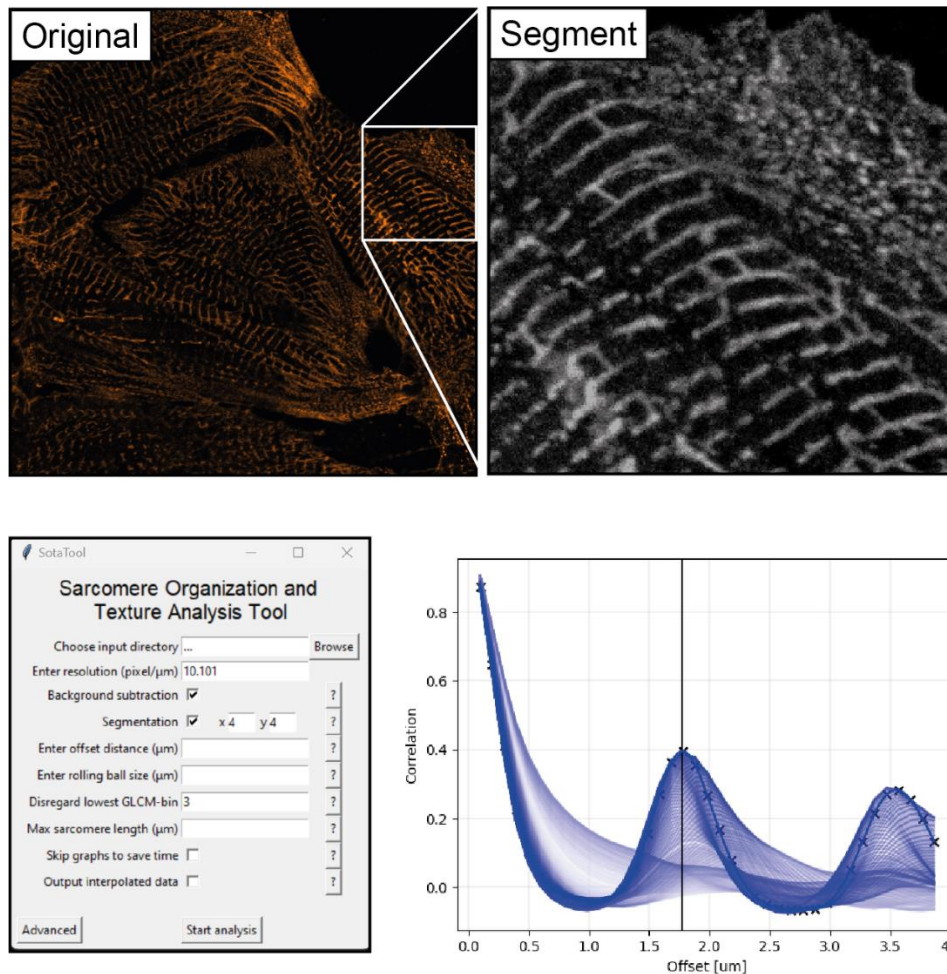 Original
Segment
SotaTool
Sarcomere Organization and
Texture Analysis Tool
Choose input directory ... Browse
Enter resolution (pixel/μm) 10.101
Background subtraction ?
Segmentation x 4 y 4 ?
Enter offset distance (μm) ?
Enter rolling ball size (μm) ?
Disregard lowest GLCM-bin 3 ?
Max sarcomere length (μm) ?
Skip graphs to save time ?
Output interpolated data ?
Advanced Start analysis
Correlation
0.8
0.6
0.4
0.2
0.0
0.0 0.5 1.0 1.5 2.0 2.5 3.0 3.5
Offset [um]